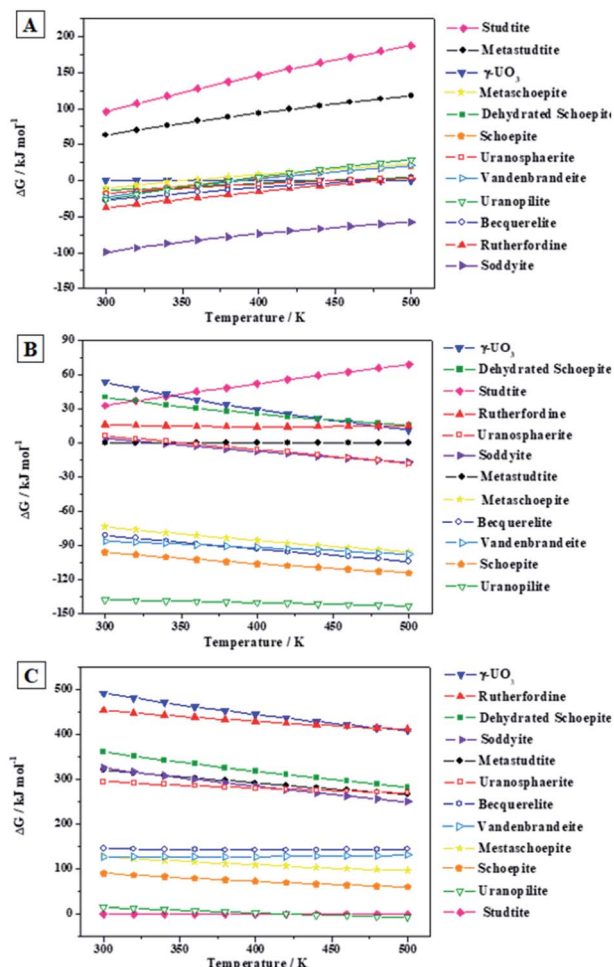 A
ΔG / kJ mol⁻¹
200
150
100
50
0
-50
-100
-150
300
350
400
450
500
Temperature / K
Studtite
Metastudtite
γ-UO₃
Metaschoepite
Dehydrated Schoepite
Schoepite
Uranosphaerite
Vandenbrandeite
Uranopilite
Becquerelite
Rutherfordine
Soddyite
B
ΔG / kJ mol⁻¹
90
60
30
0
-30
-60
-90
-120
-150
300
350
400
450
500
Temperature / K
γ-UO₃
Dehydrated Schoepite
Studtite
Rutherfordine
Uranosphaerite
Soddyite
Metastudtite
Metaschoepite
Becquerelite
Vandenbrandeite
Schoepite
Uranopilite
C
ΔG / kJ mol⁻¹
500
400
300
200
100
0
300
350
400
450
500
Temperature / K
γ-UO₃
Rutherfordine
Dehydrated Schoepite
Soddyite
Metastudtite
Uranosphaerite
Becquerelite
Vandenbrandeite
Mestaschoepite
Schoepite
Uranopilite
Studtite